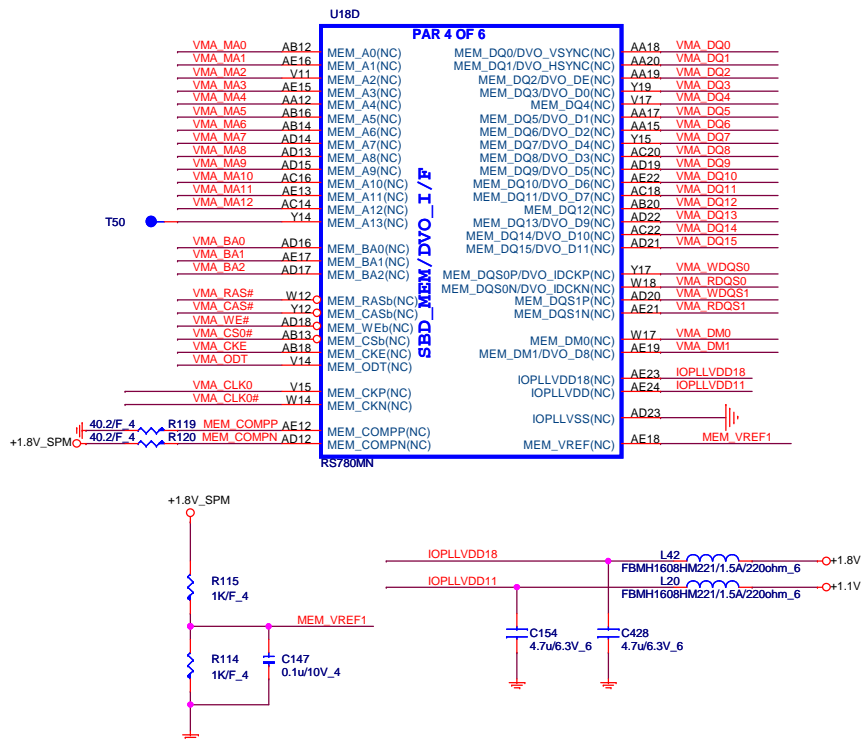 U18D
PAR 4 OF 6
SBD_MEM/DVO_I/F
VMA_MA0 AB12 MEM_A0(NC)
VMA_MA1 AE16 MEM_A1(NC)
VMA_MA2 V11 MEM_A2(NC)
VMA_MA3 AE15 MEM_A3(NC)
VMA_MA4 AA12 MEM_A4(NC)
VMA_MA5 AB16 MEM_A5(NC)
VMA_MA6 AB14 MEM_A6(NC)
VMA_MA7 AD14 MEM_A7(NC)
VMA_MA8 AD13 MEM_A8(NC)
VMA_MA9 AD15 MEM_A9(NC)
VMA_MA10 AC16 MEM_A10(NC)
VMA_MA11 AE13 MEM_A11(NC)
VMA_MA12 AC14 MEM_A12(NC)
T50 Y14 MEM_A13(NC)
VMA_BA0 AD16 MEM_BA0(NC)
VMA_BA1 AE17 MEM_BA1(NC)
VMA_BA2 AD17 MEM_BA2(NC)
VMA_RAS# W12 MEM_RASb(NC)
VMA_CAS# Y12 MEM_CASb(NC)
VMA_WE# AD18 MEM_WEb(NC)
VMA_CS0# AB13 MEM_CSb(NC)
VMA_CKE AB18 MEM_CKE(NC)
VMA_ODT V14 MEM_ODT(NC)
VMA_CLK0 V15 MEM_CKP(NC)
VMA_CLK0# W14 MEM_CKN(NC)
40.2/F_4 R119 MEM_COMPP AE12 MEM_COMPP(NC)
+1.8V_SPM 40.2/F_4 R120 MEM_COMPN AD12 MEM_COMPN(NC)
MEM_DQ0/DVO_VSYNC(NC) AA18 VMA_DQ0
MEM_DQ1/DVO_HSYNC(NC) AA20 VMA_DQ1
MEM_DQ2/DVO_DE(NC) AA19 VMA_DQ2
MEM_DQ3/DVO_D0(NC) Y19 VMA_DQ3
MEM_DQ4(NC) V17 VMA_DQ4
MEM_DQ5/DVO_D1(NC) AA17 VMA_DQ5
MEM_DQ6/DVO_D2(NC) AA15 VMA_DQ6
MEM_DQ7/DVO_D4(NC) Y15 VMA_DQ7
MEM_DQ8/DVO_D3(NC) AC20 VMA_DQ8
MEM_DQ9/DVO_D5(NC) AD19 VMA_DQ9
MEM_DQ10/DVO_D6(NC) AE22 VMA_DQ10
MEM_DQ11/DVO_D7(NC) AC18 VMA_DQ11
MEM_DQ12(NC) AB20 VMA_DQ12
MEM_DQ13/DVO_D9(NC) AD22 VMA_DQ13
MEM_DQ14/DVO_D10(NC) AC22 VMA_DQ14
MEM_DQ15/DVO_D11(NC) AD21 VMA_DQ15
MEM_DQS0P/DVO_IDCKP(NC) Y17 VMA_WDQS0
MEM_DQS0N/DVO_IDCKN(NC) W18 VMA_RDQS0
MEM_DQS1P(NC) AD20 VMA_WDQS1
MEM_DQS1N(NC) AE21 VMA_RDQS1
MEM_DM0(NC) W17 VMA_DM0
MEM_DM1/DVO_D8(NC) AE19 VMA_DM1
IOPLLVDD18(NC) AE23 IOPLLVDD18
IOPLLVDD(NC) AE24 IOPLLVDD11
IOPLLVSS(NC) AD23
MEM_VREF(NC) AE18 MEM_VREF1
RS780MN
+1.8V_SPM
R115
1K/F_4
MEM_VREF1
R114
1K/F_4
C147
0.1u/10V_4
IOPLLVDD18 L42 +1.8V
FBMH1608HM221/1.5A/220ohm_6
IOPLLVDD11 L20 +1.1V
FBMH1608HM221/1.5A/220ohm_6
C154
4.7u/6.3V_6
C428
4.7u/6.3V_6